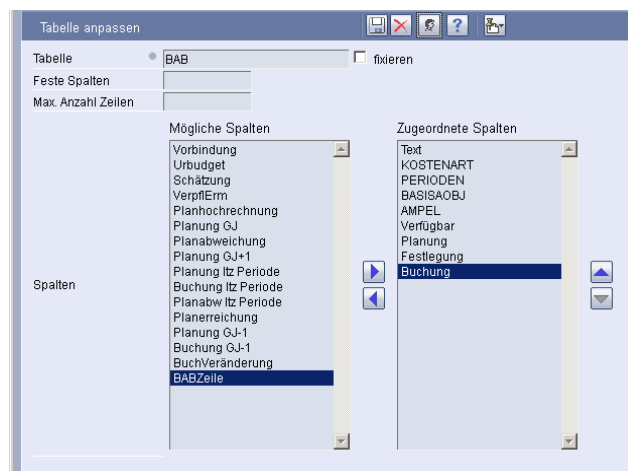 Tabelle anpassen
?
Tabelle
BAB
fixieren
Feste Spalten
Max. Anzahl Zeilen
Mögliche Spalten
Zugeordnete Spalten
Spalten
Vorbindung
Urbudget
Schätzung
VerpflErm
Planhochrechnung
Planung GJ
Planabweichung
Planung GJ+1
Planung ltz Periode
Buchung ltz Periode
Planabw ltz Periode
Planerreichung
Planung GJ-1
Buchung GJ-1
BuchVeränderung
BABZeile
Text
KOSTENART
PERIODEN
BASISAOBJ
AMPEL
Verfügbar
Planung
Festlegung
Buchung